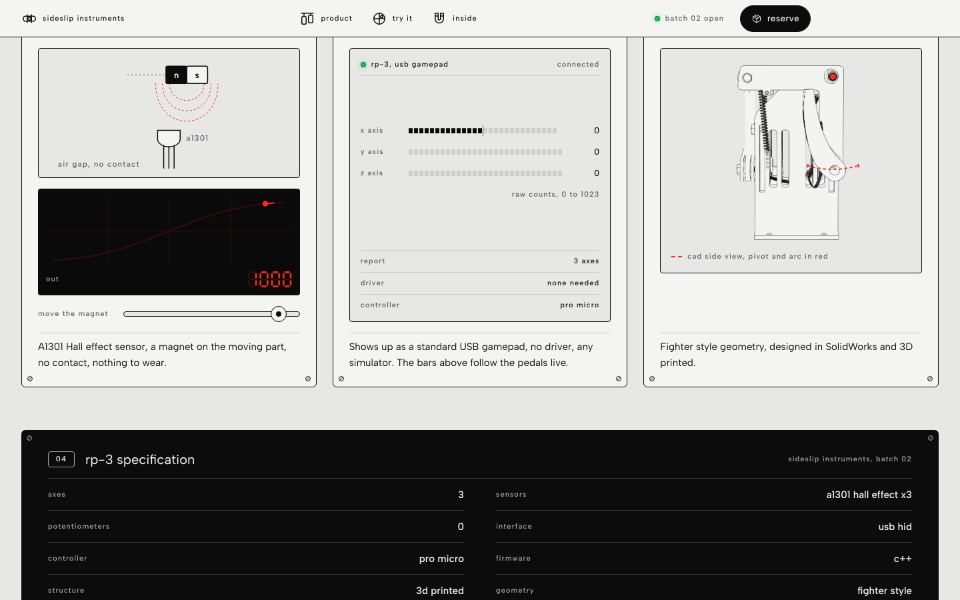 sideslip instruments
product
try it
inside
batch 02 open
reserve
n s
a1301
air gap, no contact
out
1000
move the magnet
A1301 Hall effect sensor, a magnet on the moving part,
no contact, nothing to wear.
rp-3, usb gamepad
connected
x axis 0
y axis 0
z axis 0
raw counts, 0 to 1023
report 3 axes
driver none needed
controller pro micro
Shows up as a standard USB gamepad, no driver, any
simulator. The bars above follow the pedals live.
cad side view, pivot and arc in red
Fighter style geometry, designed in SolidWorks and 3D
printed.
04 rp-3 specification
sideslip instruments, batch 02
axes 3
sensors a1301 hall effect x3
potentiometers 0
interface usb hid
controller pro micro
firmware c++
structure 3d printed
geometry fighter style